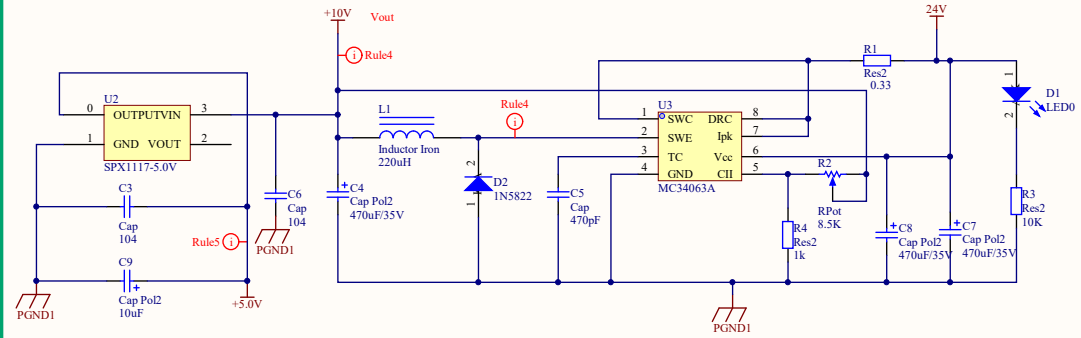 +10V
Vout
24V
Rule4
R1
Res2
0.33
U2
0 OUTPUT VIN 3
1 GND VOUT 2
SPX1117-5.0V
L1
Inductor Iron
220uH
Rule4
U3
1 SWC DRC 8
2 SWE Ipk 7
3 TC Vcc 6
4 GND CII 5
MC34063A
1
2
D1
LED0
C3
Cap
104
C6
Cap
104
PGND1
C4
Cap Pol2
470uF/35V
2
1
D2
1N5822
C5
Cap
470pF
R2
RPot
8.5K
R4
Res2
1k
C8
Cap Pol2
470uF/35V
C7
Cap Pol2
470uF/35V
R3
Res2
10K
Rule5
C9
Cap Pol2
10uF
+5.0V
PGND1
PGND1